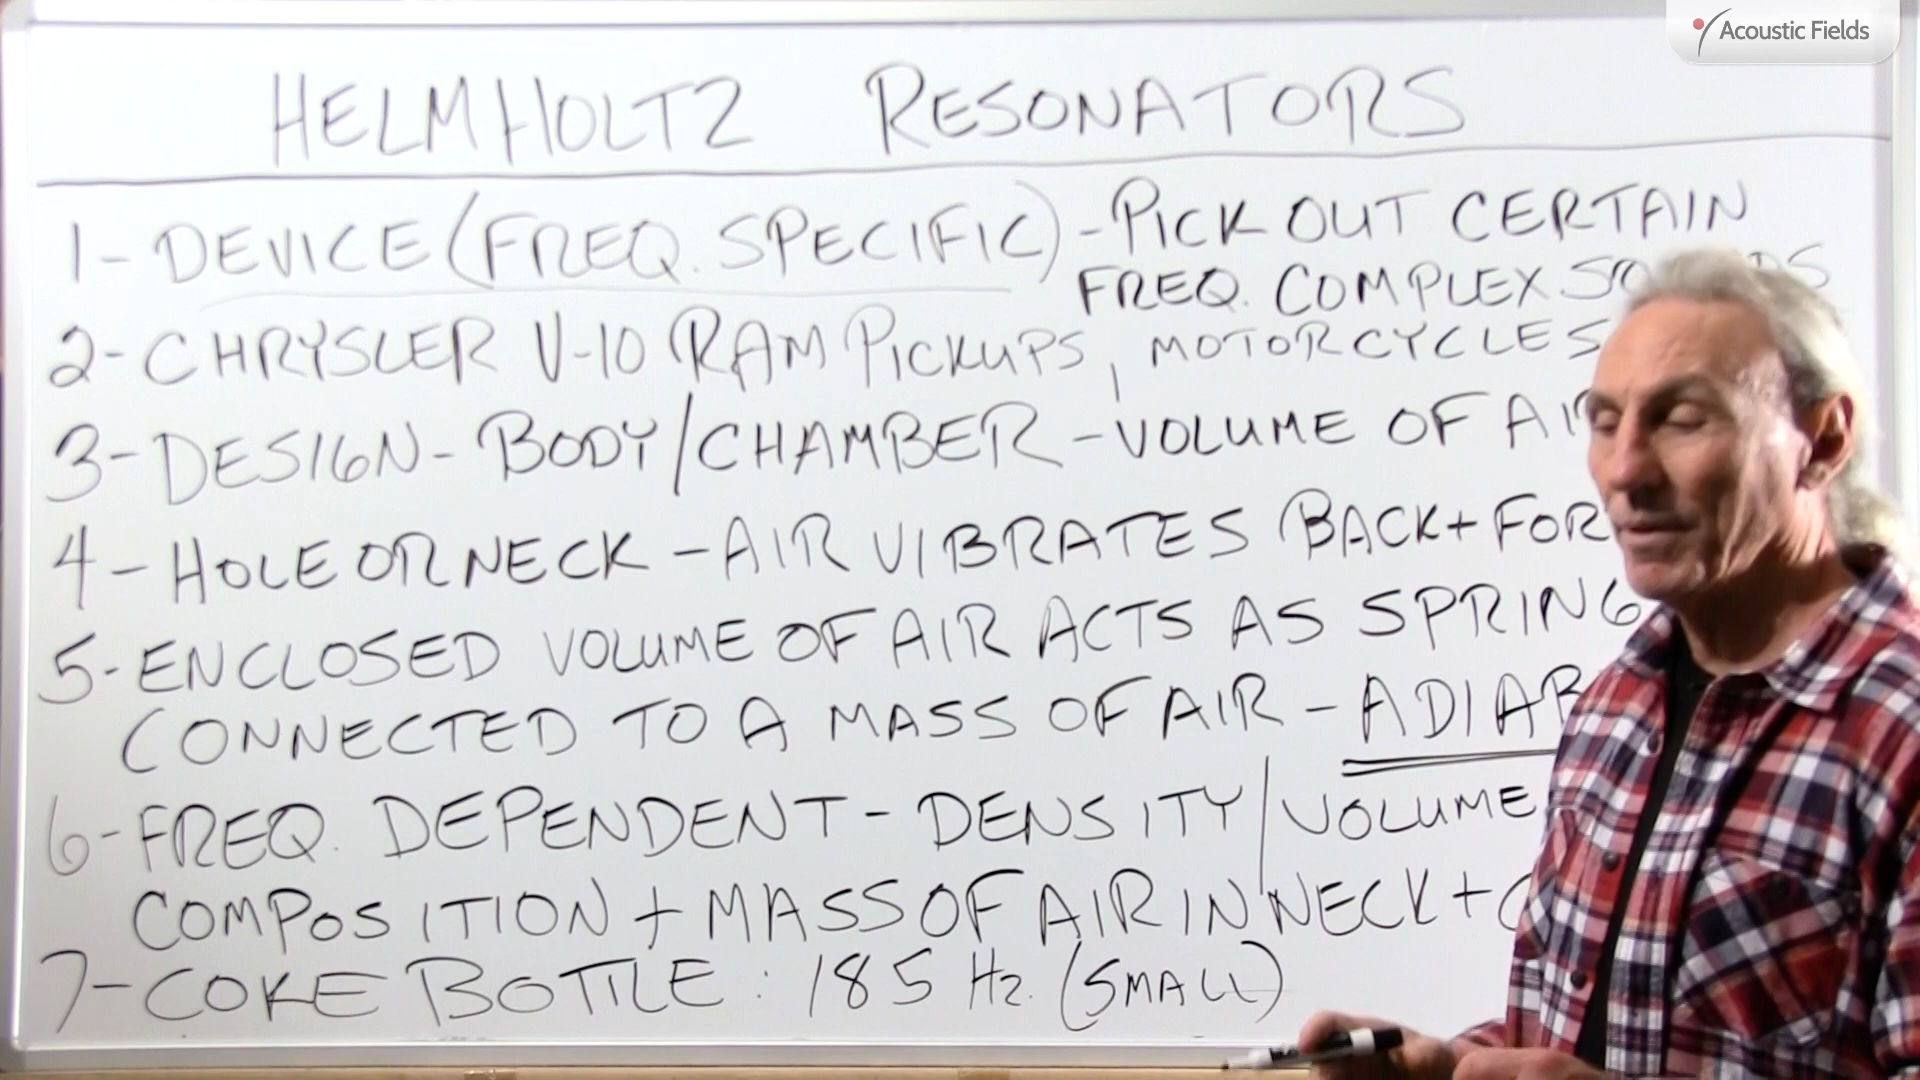 Acoustic Fields
HELMHOLTZ RESONATORS
1- DEVICE (FREQ. SPECIFIC) - PICK OUT CERTAIN
FREQ. COMPLEX
2- CHRYSLER V-10 RAM PICKUPS, MOTORCYCLES
3- DESIGN - BODY/CHAMBER - VOLUME OF
4- HOLE OR NECK - AIR VIBRATES BACK +
5- ENCLOSED VOLUME OF AIR ACTS AS SPRING
CONNECTED TO A MASS OF AIR -
6- FREQ. DEPENDENT - DENSITY/VOLUME
COMPOSITION + MASS OF AIR IN NECK +
7- COKE BOTTLE : 185 Hz. (SMALL)